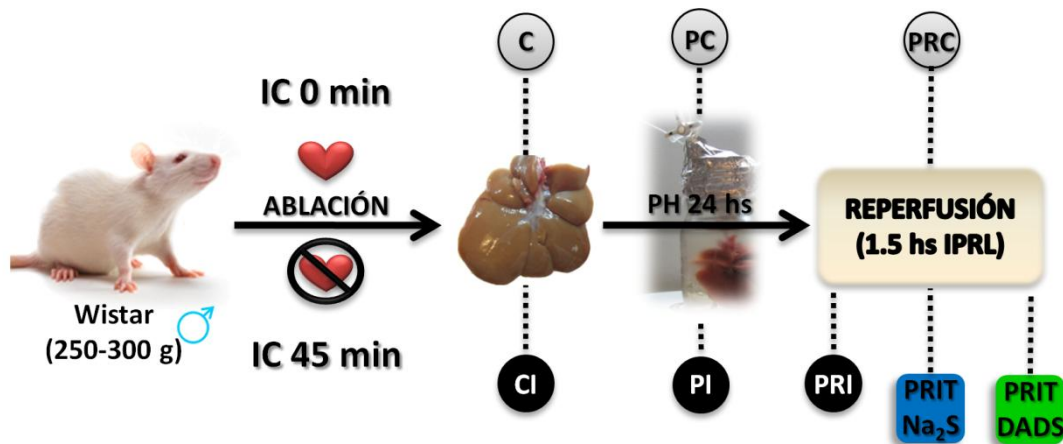 C
PC
PRC
IC 0 min
ABLACIÓN
PH 24 hs
REPERFUSIÓN
(1.5 hs IPRL)
Wistar
(250-300 g)
IC 45 min
CI
PI
PRI
PRIT
Na₂S
PRIT
DADS